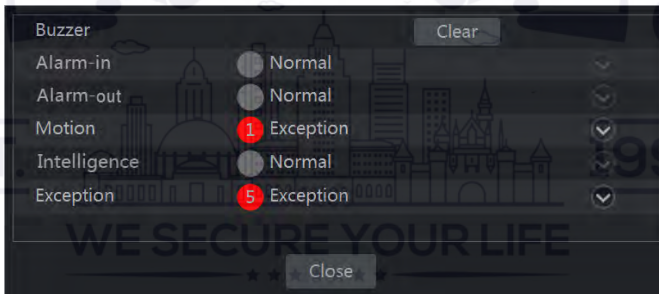 Buzzer Clear
Alarm-in Normal
Alarm-out Normal
Motion 1 Exception
Intelligence Normal
Exception 5 Exception
WE SECURE YOUR LIFE
Close